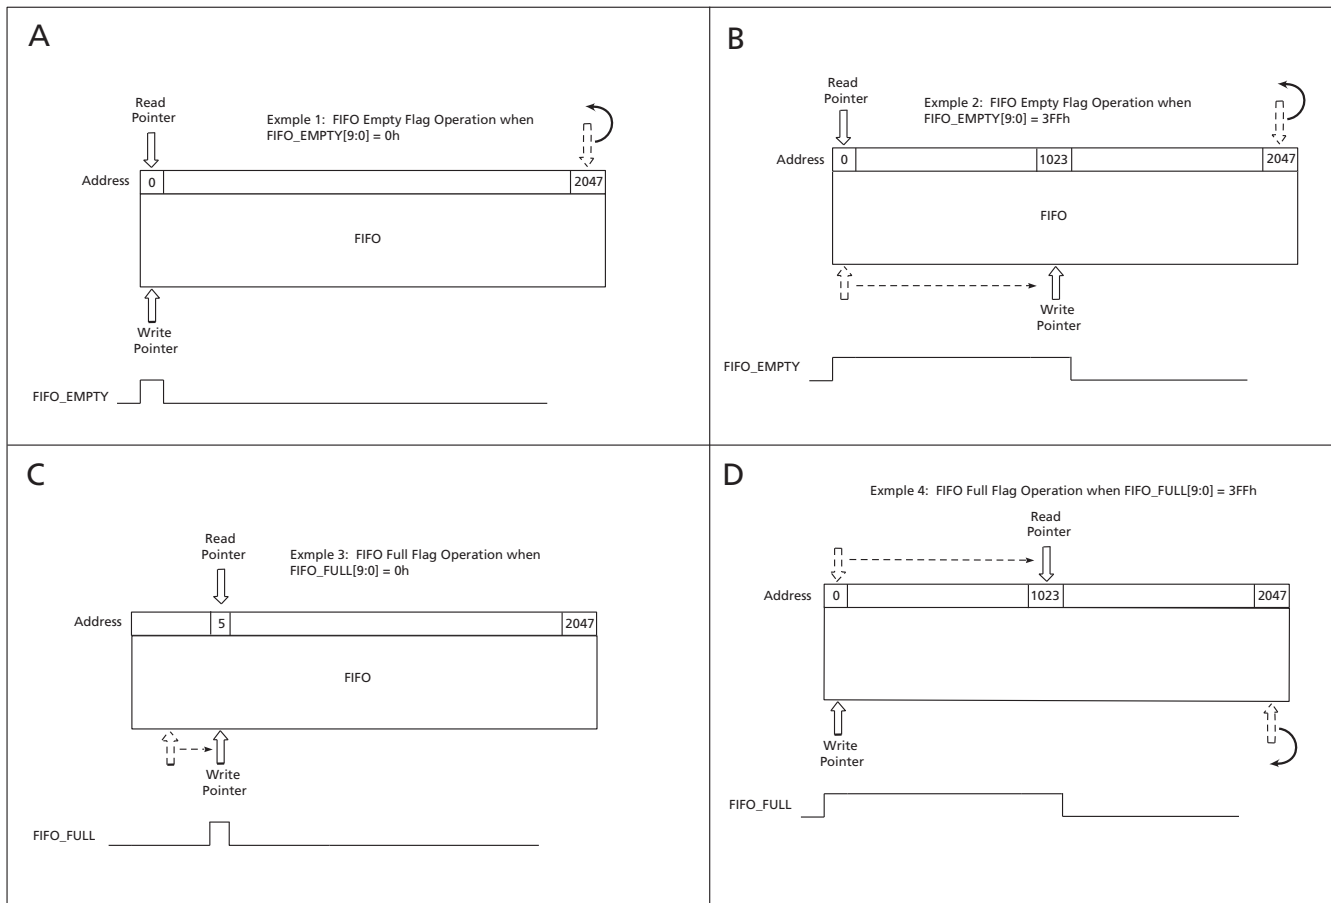 A
Read
Pointer
Exmple 1: FIFO Empty Flag Operation when
FIFO_EMPTY[9:0] = 0h
Address
0
2047
FIFO
Write
Pointer
FIFO_EMPTY
B
Read
Pointer
Exmple 2: FIFO Empty Flag Operation when
FIFO_EMPTY[9:0] = 3FFh
Address
0
1023
2047
FIFO
Write
Pointer
FIFO_EMPTY
C
Read
Pointer
Exmple 3: FIFO Full Flag Operation when
FIFO_FULL[9:0] = 0h
Address
5
2047
FIFO
Write
Pointer
FIFO_FULL
D
Exmple 4: FIFO Full Flag Operation when FIFO_FULL[9:0] = 3FFh
Read
Pointer
Address
0
1023
2047
Write
Pointer
FIFO_FULL